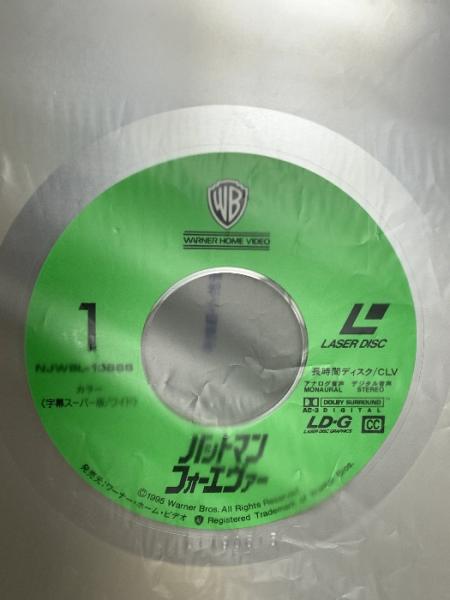 WB
WARNER HOME VIDEO
1
カラー
(字幕スーパー版/ワイド)
LASER DISC
長時間ディスク/CLV
アナログ音声 デジタル音声
MONAURAL STEREO
DOLBY SURROUND
AC-3 DIGITAL
LD-G CC
LASER DISC GRAPHICS
バットマン
フォーエヴァー
発売元:ワーナー・ホーム・ビデオ
©1995 Warner Bros. All Rights Reserved.
Registered Trademark of Warner Bros.